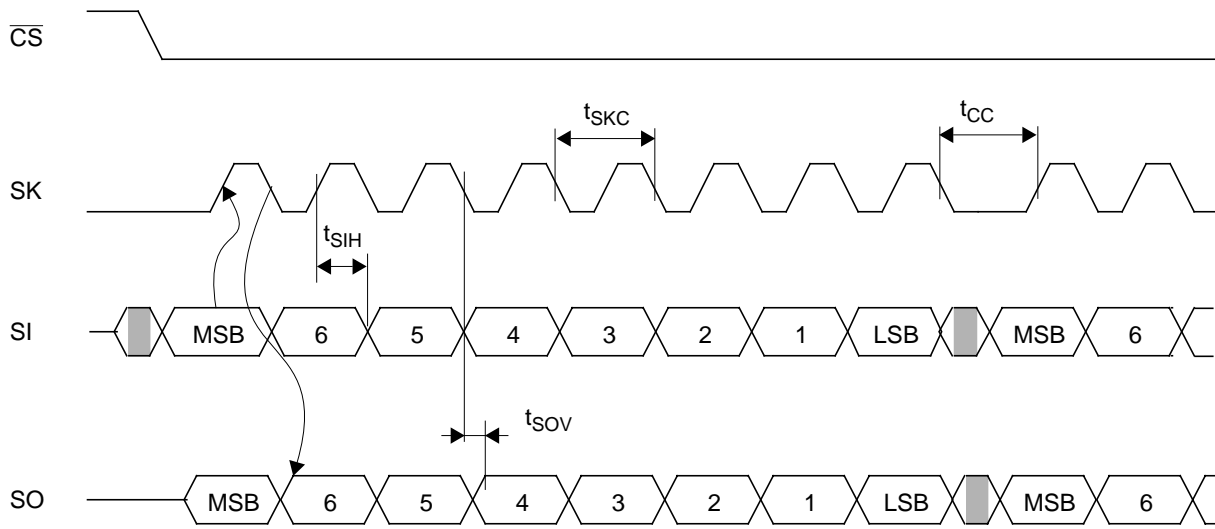 CS
tSKC
tCC
SK
tSIH
SI MSB 6 5 4 3 2 1 LSB MSB 6
tSOV
SO MSB 6 5 4 3 2 1 LSB MSB 6